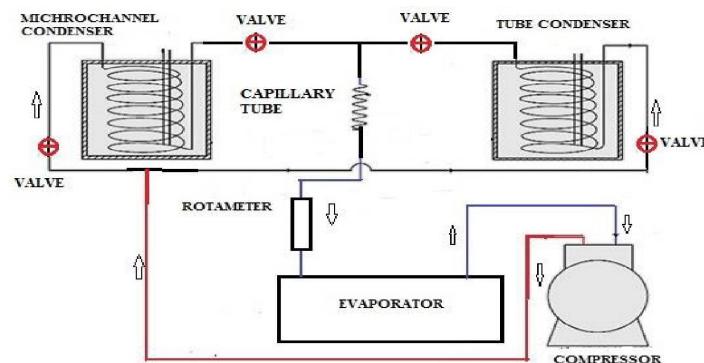 MICHROCHANNEL
CONDENSER
VALVE
VALVE
TUBE CONDENSER
CAPILLARY
TUBE
VALVE
VALVE
ROTAMETER
EVAPORATOR
COMPRESSOR